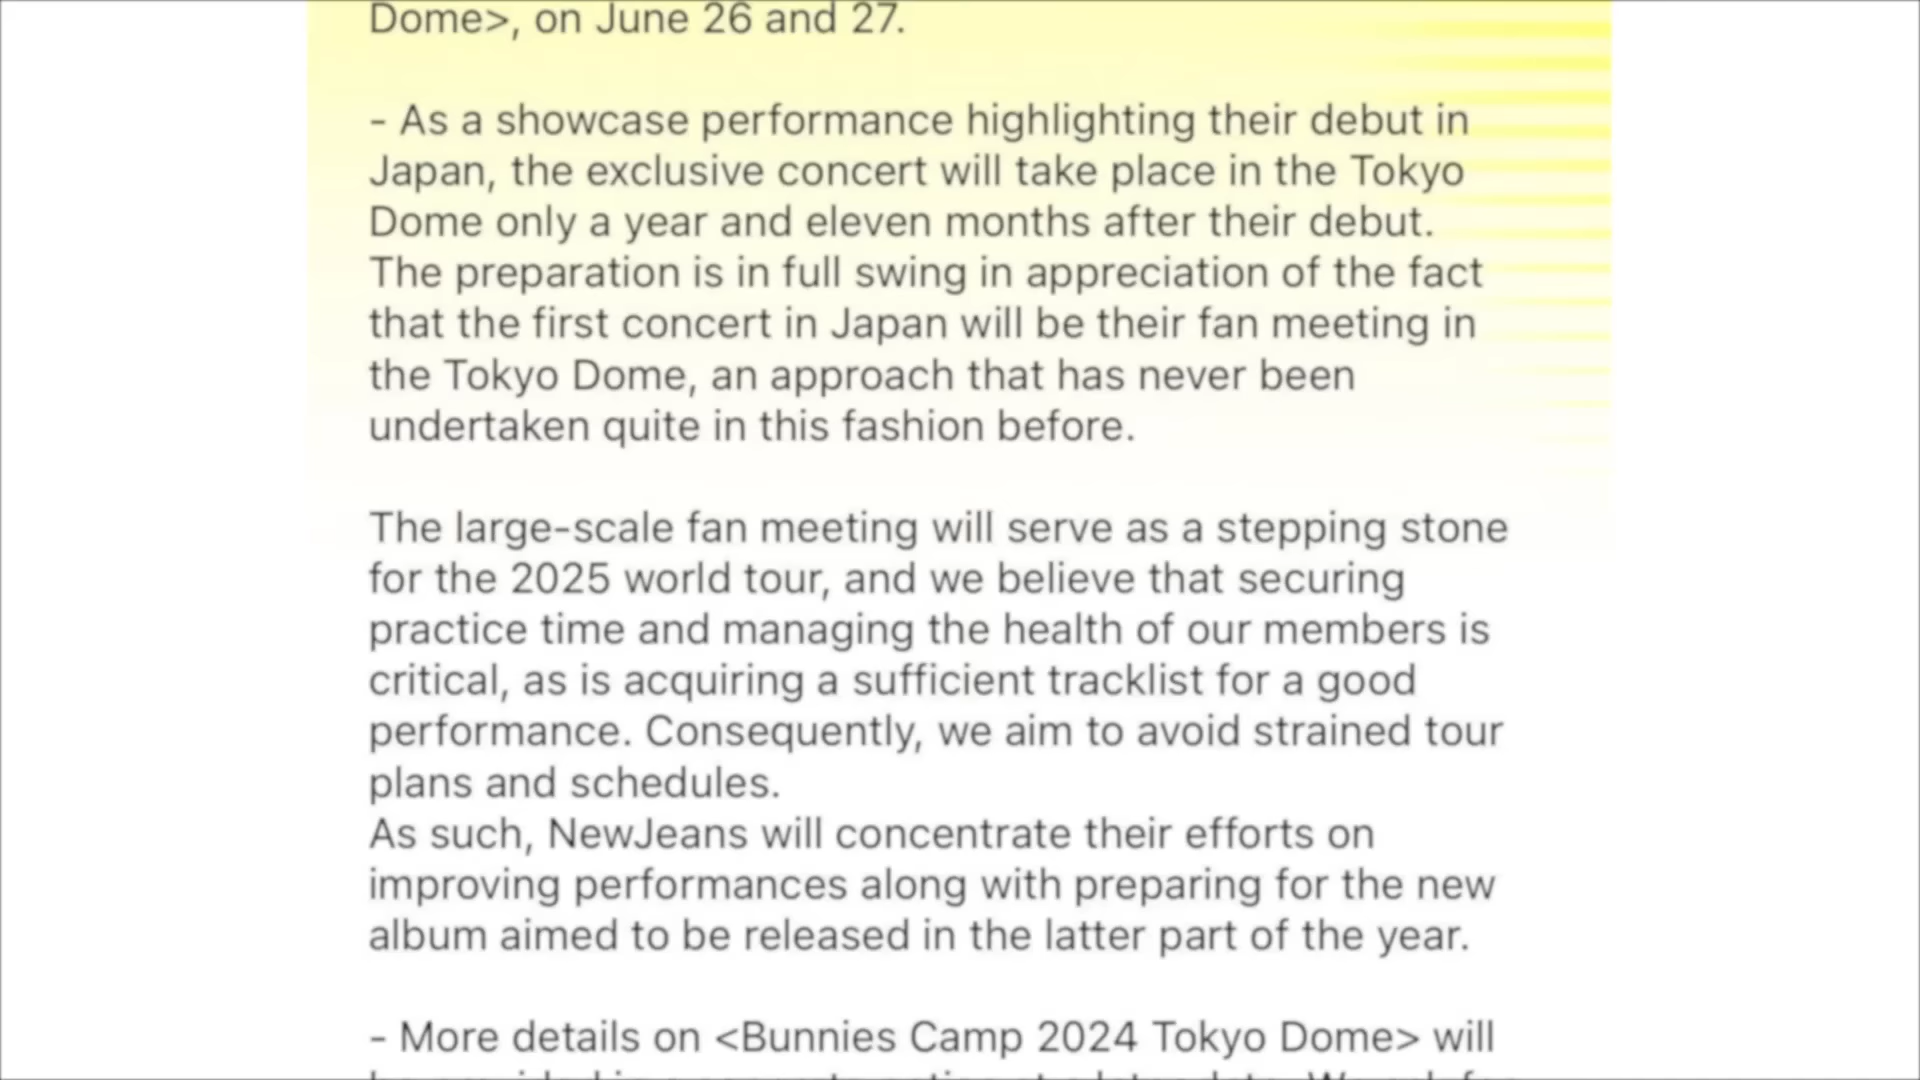 Dome>, on June 26 and 27.
- As a showcase performance highlighting their debut in
Japan, the exclusive concert will take place in the Tokyo
Dome only a year and eleven months after their debut.
The preparation is in full swing in appreciation of the fact
that the first concert in Japan will be their fan meeting in
the Tokyo Dome, an approach that has never been
undertaken quite in this fashion before.
The large-scale fan meeting will serve as a stepping stone
for the 2025 world tour, and we believe that securing
practice time and managing the health of our members is
critical, as is acquiring a sufficient tracklist for a good
performance. Consequently, we aim to avoid strained tour
plans and schedules.
As such, NewJeans will concentrate their efforts on
improving performances along with preparing for the new
album aimed to be released in the latter part of the year.
- More details on <Bunnies Camp 2024 Tokyo Dome> will